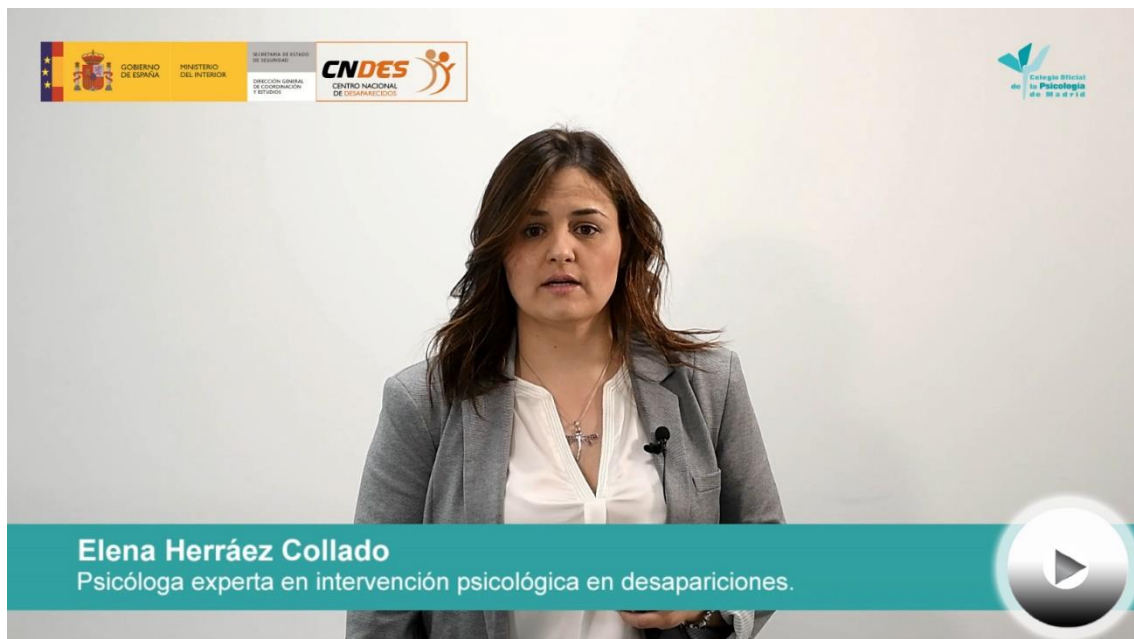 GOBIERNO
DE ESPAÑA
MINISTERIO
DEL INTERIOR
SECRETARÍA DE ESTADO
DE SEGURIDAD
DIRECCIÓN GENERAL
DE COORDINACIÓN
Y ESTUDIOS
CNDES
CENTRO NACIONAL
DE DESAPARECIDOS
Colegio Oficial
de la Psicología
de Madrid
Elena Herráez Collado
Psicóloga experta en intervención psicológica en desapariciones.